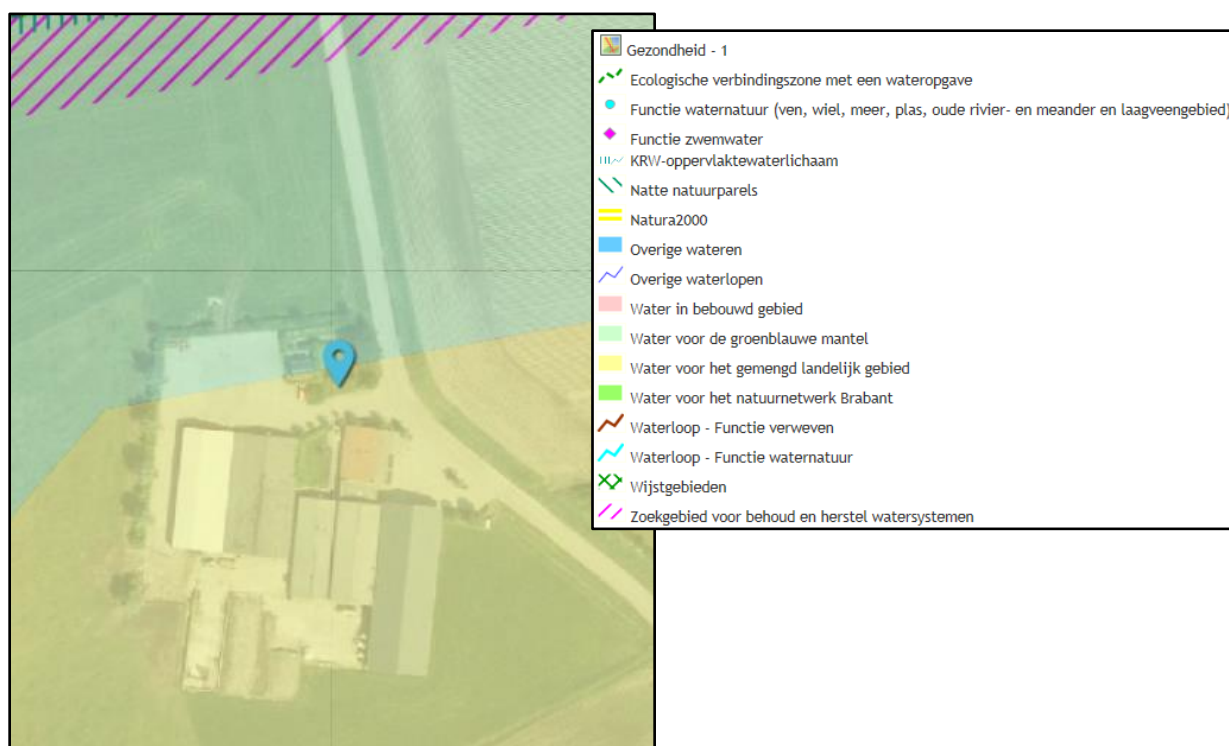 Gezondheid - 1
Ecologische verbindingszone met een wateropgave
Functie waternatuur (ven, wiel, meer, plas, oude rivier- en meander en laagveengebied)
Functie zwemwater
KRW-oppervlaktewaterlichaam
Natte natuurparels
Natura2000
Overige wateren
Overige waterlopen
Water in bebouwd gebied
Water voor de groenblauwe mantel
Water voor het gemengd landelijk gebied
Water voor het natuurnetwerk Brabant
Waterloop - Functie verweven
Waterloop - Functie waternatuur
Wijstgebieden
Zoekgebied voor behoud en herstel watersystemen